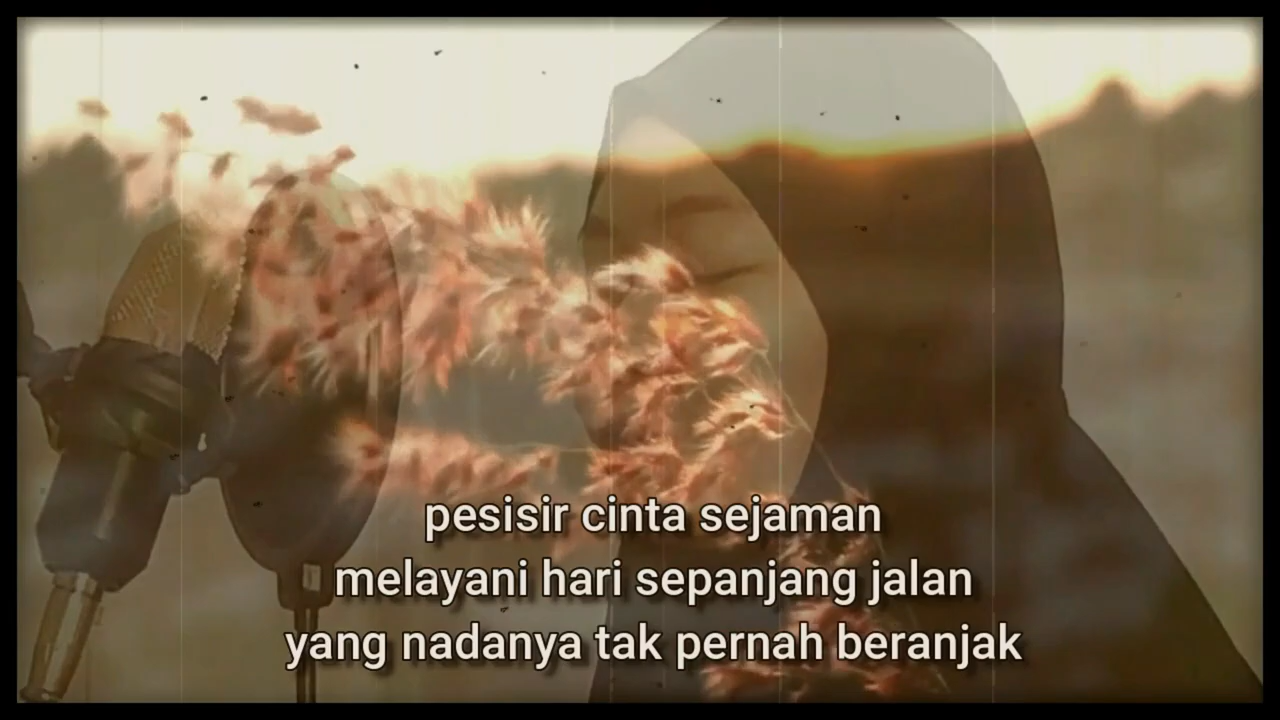 pesisir cinta sejaman
melayani hari sepanjang jalan
yang nadanya tak pernah beranjak